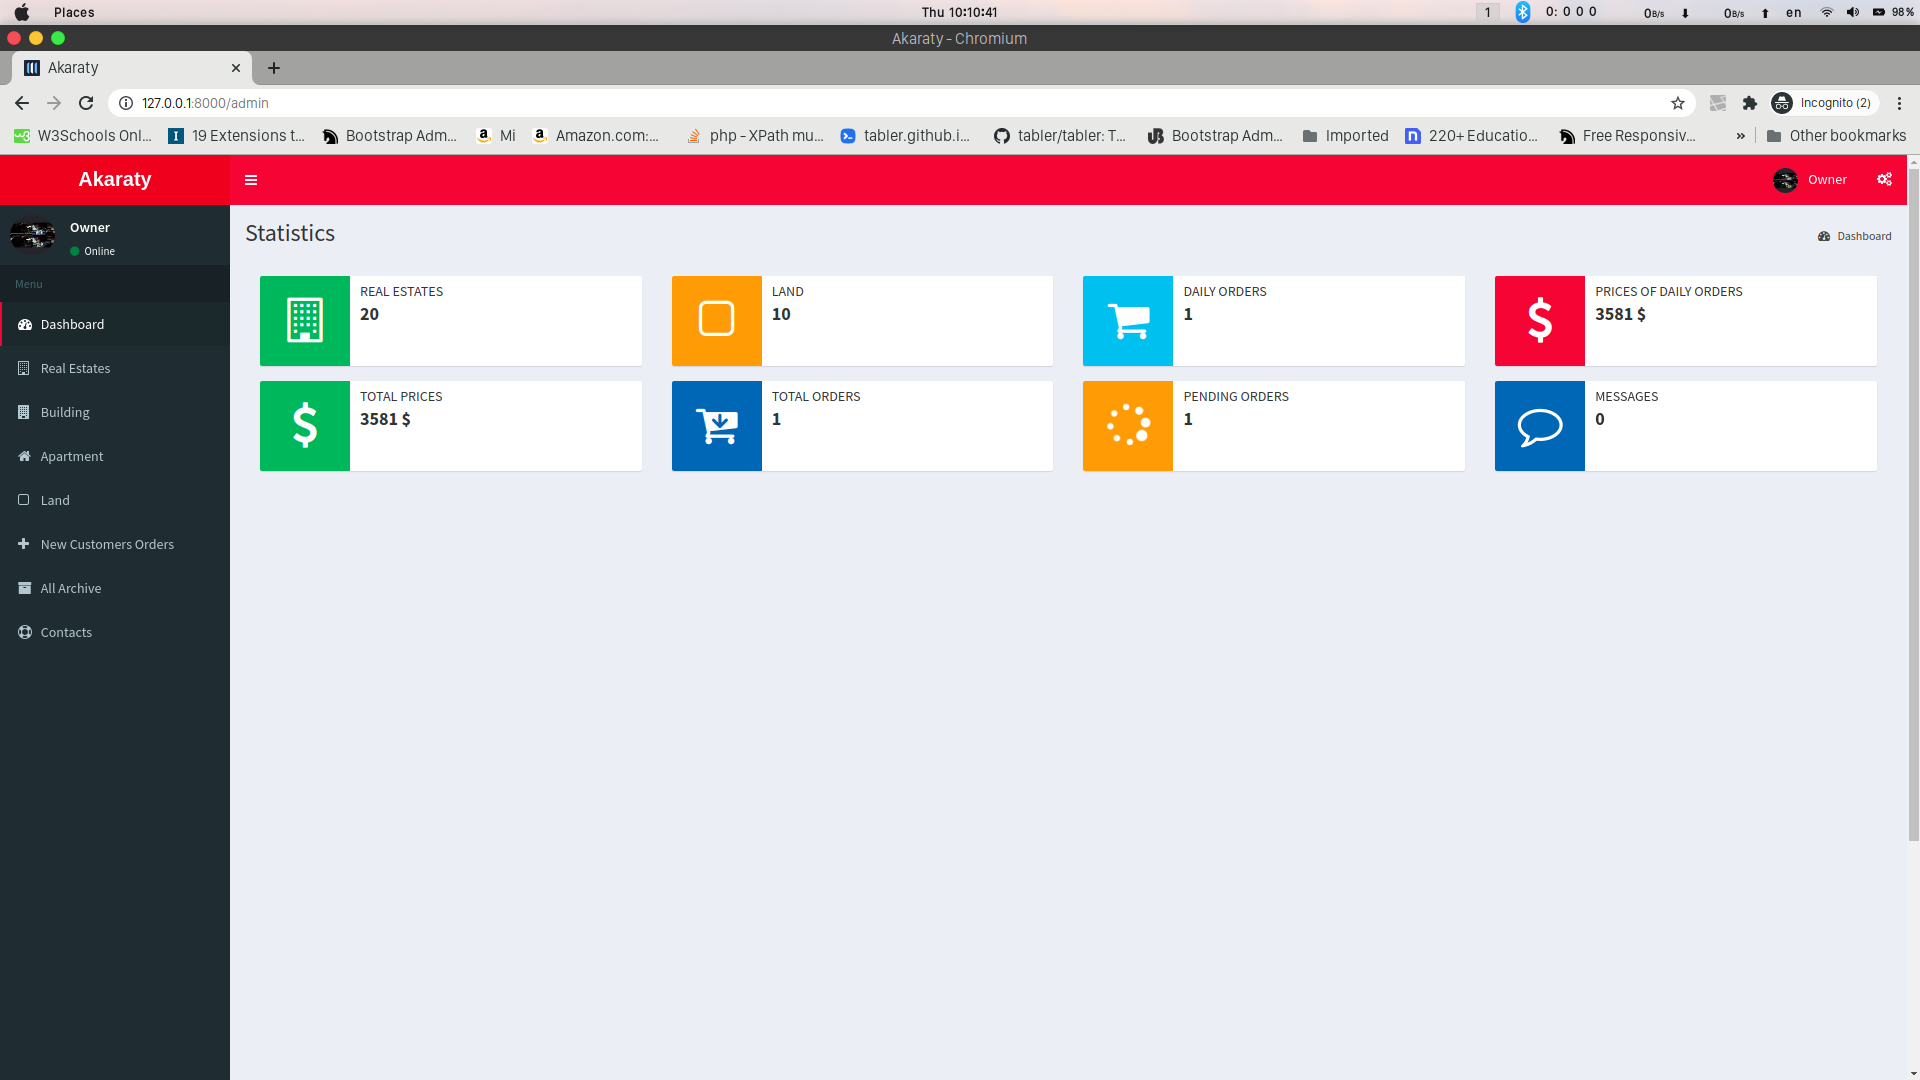 Places
Thu 10:10:41
1
0: 0 0 0
0B/s
0B/s
en
98%
Akaraty - Chromium
Akaraty
127.0.0.1:8000/admin
Incognito (2)
W3Schools Onl...
19 Extensions t...
Bootstrap Adm...
Mi
Amazon.com:...
php - XPath mu...
tabler.github.i...
tabler/tabler: T...
Bootstrap Adm...
Imported
220+ Educatio...
Free Responsiv...
»
Other bookmarks
Akaraty
Owner
Owner
Online
Statistics
Dashboard
Menu
Dashboard
Real Estates
Building
Apartment
Land
New Customers Orders
All Archive
Contacts
REAL ESTATES
20
LAND
10
DAILY ORDERS
1
PRICES OF DAILY ORDERS
3581 $
TOTAL PRICES
3581 $
TOTAL ORDERS
1
PENDING ORDERS
1
MESSAGES
0